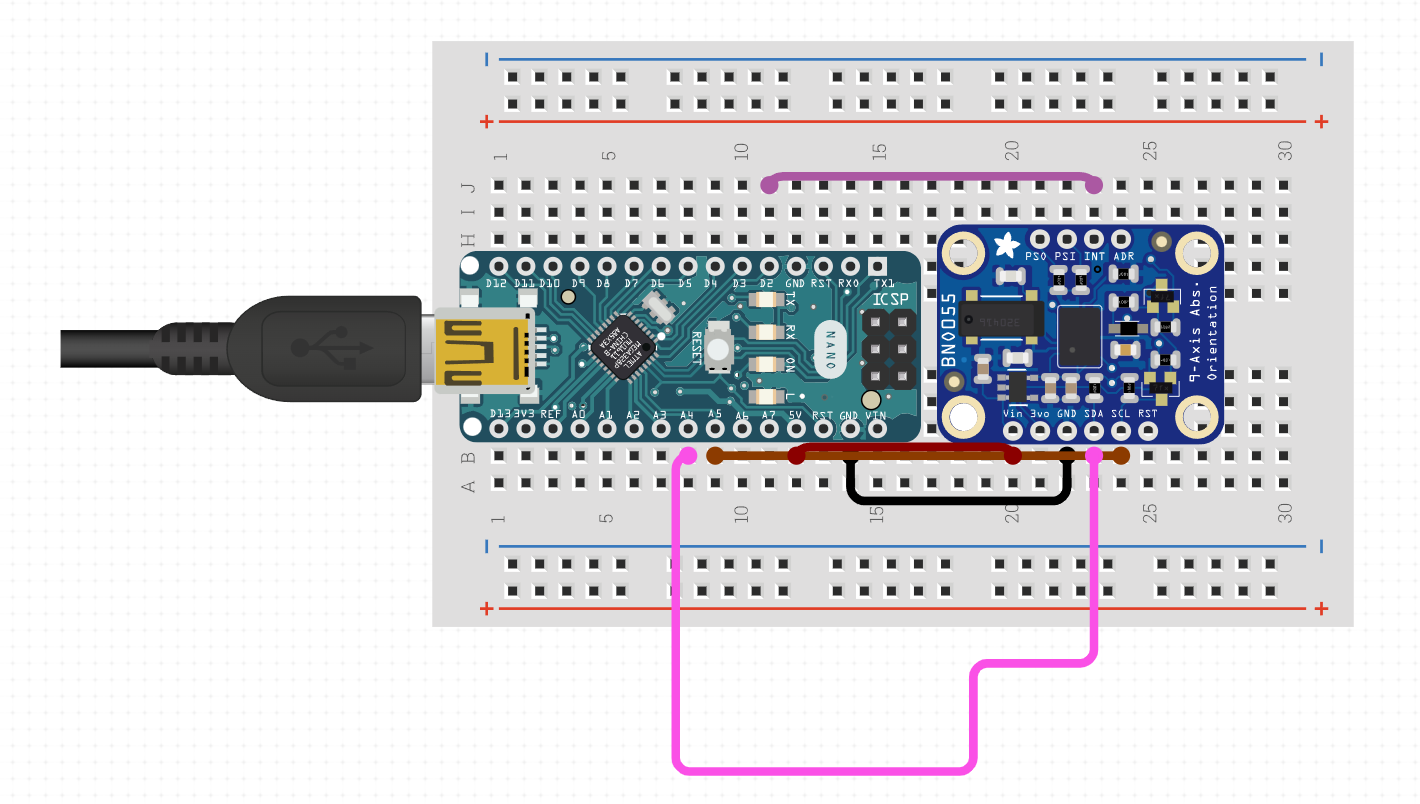 1 5 10 15 20 25 30
J
I
H
PS0 PSI INT ADR
D12 D11 D10 D9 D8 D7 D6 D5 D4 D3 D2 GND RST RX0 TX1
ICSP
TX
RX
ON
L
RESET
NANO
BNO055
9-Axis Abs.
Orientation
D13 3V3 REF A0 A1 A2 A3 A4 A5 A6 A7 5V RST GND VIN
Vin 3vo GND SDA SCL RST
B
A
1 5 10 15 20 25 30